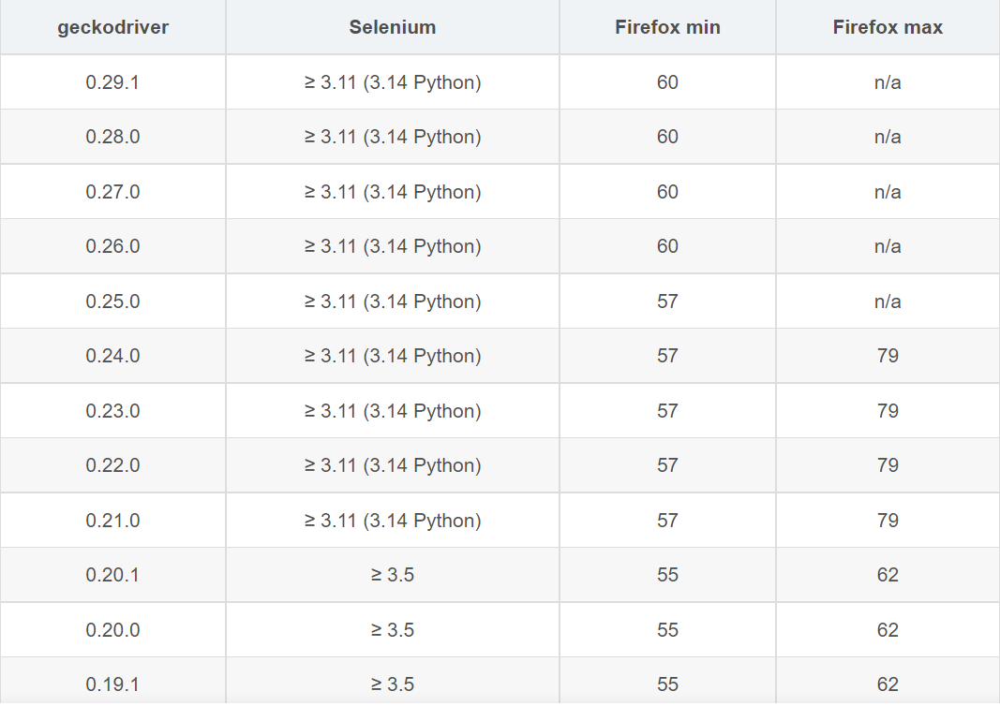 geckodriver Selenium Firefox min Firefox max
0.29.1 ≥ 3.11 (3.14 Python) 60 n/a
0.28.0 ≥ 3.11 (3.14 Python) 60 n/a
0.27.0 ≥ 3.11 (3.14 Python) 60 n/a
0.26.0 ≥ 3.11 (3.14 Python) 60 n/a
0.25.0 ≥ 3.11 (3.14 Python) 57 n/a
0.24.0 ≥ 3.11 (3.14 Python) 57 79
0.23.0 ≥ 3.11 (3.14 Python) 57 79
0.22.0 ≥ 3.11 (3.14 Python) 57 79
0.21.0 ≥ 3.11 (3.14 Python) 57 79
0.20.1 ≥ 3.5 55 62
0.20.0 ≥ 3.5 55 62
0.19.1 ≥ 3.5 55 62